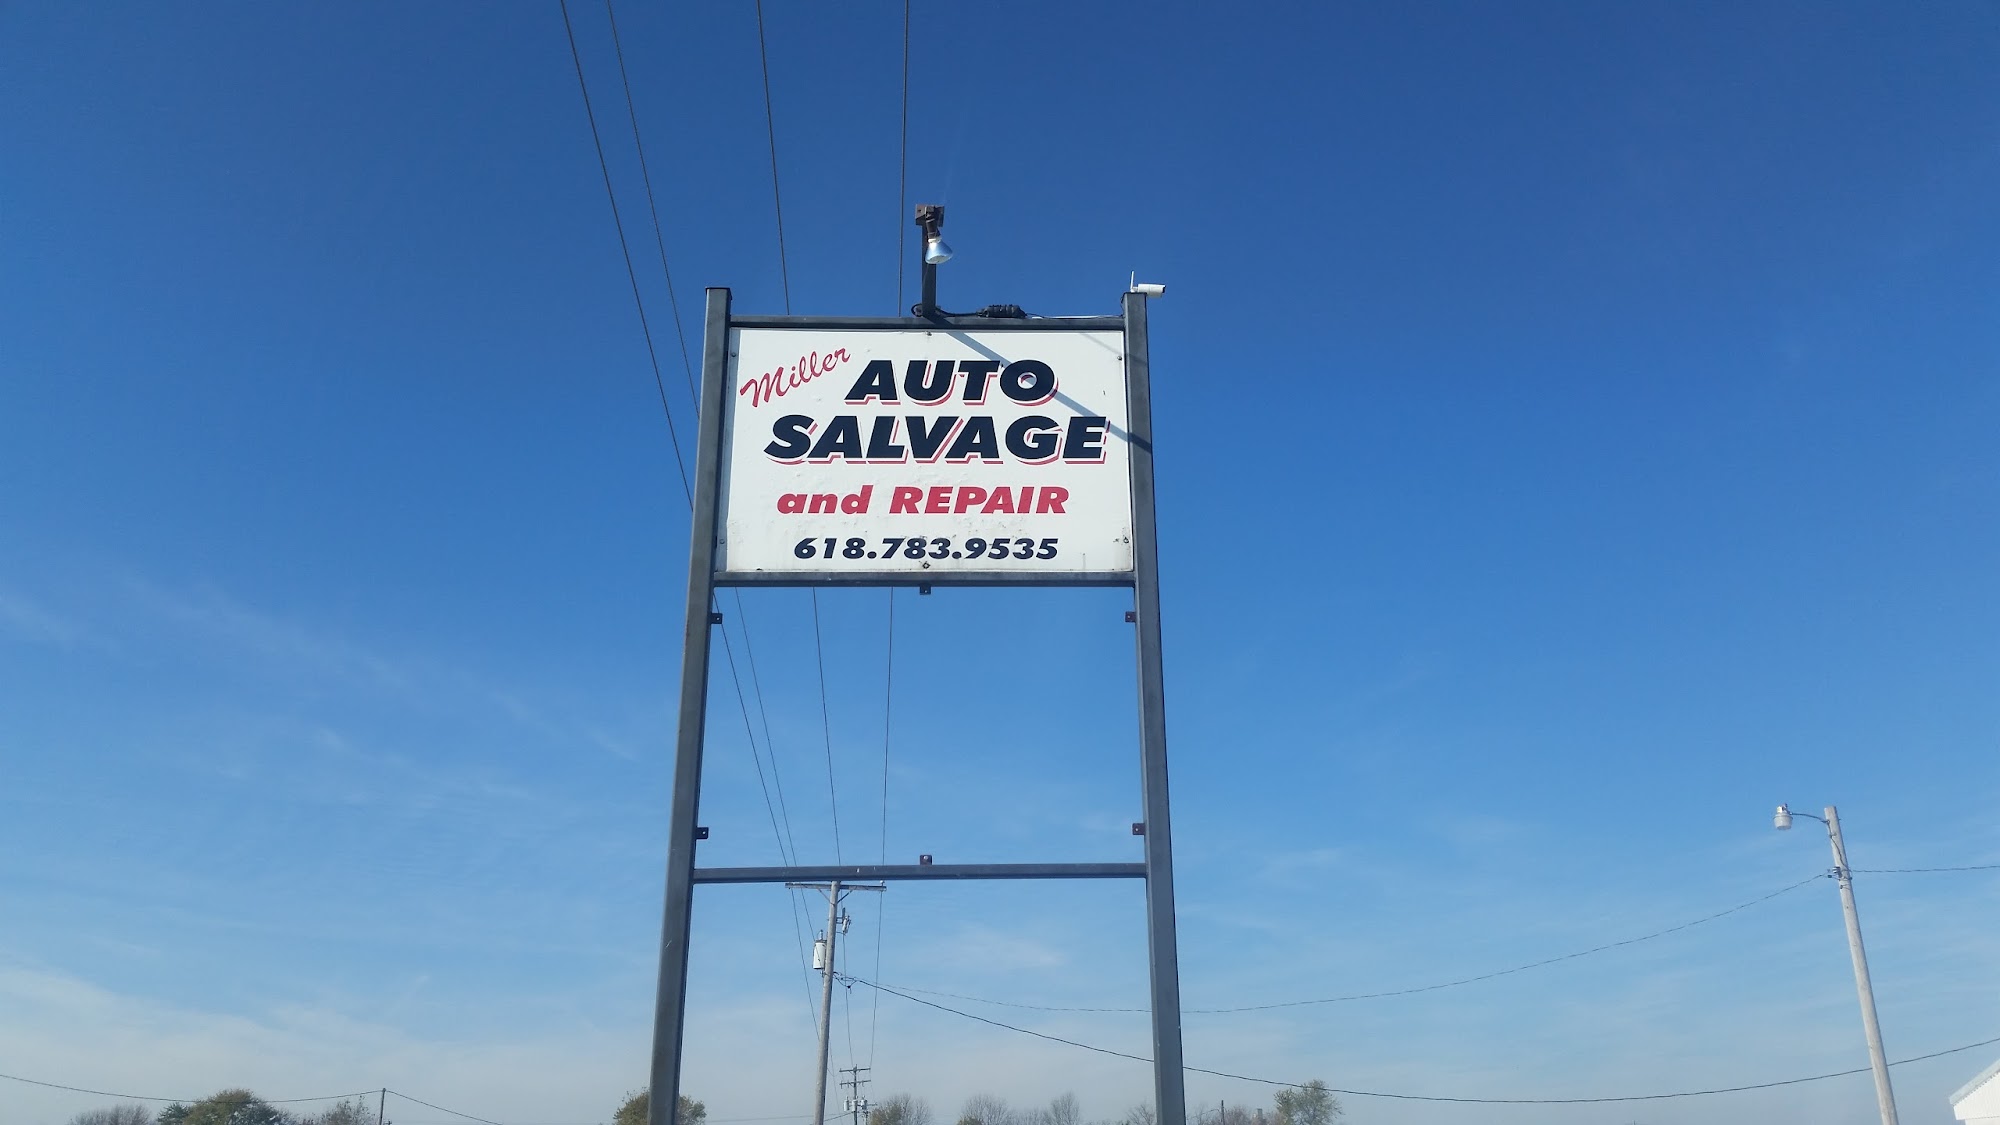 Miller AUTO
SALVAGE
and REPAIR
618.783.9535